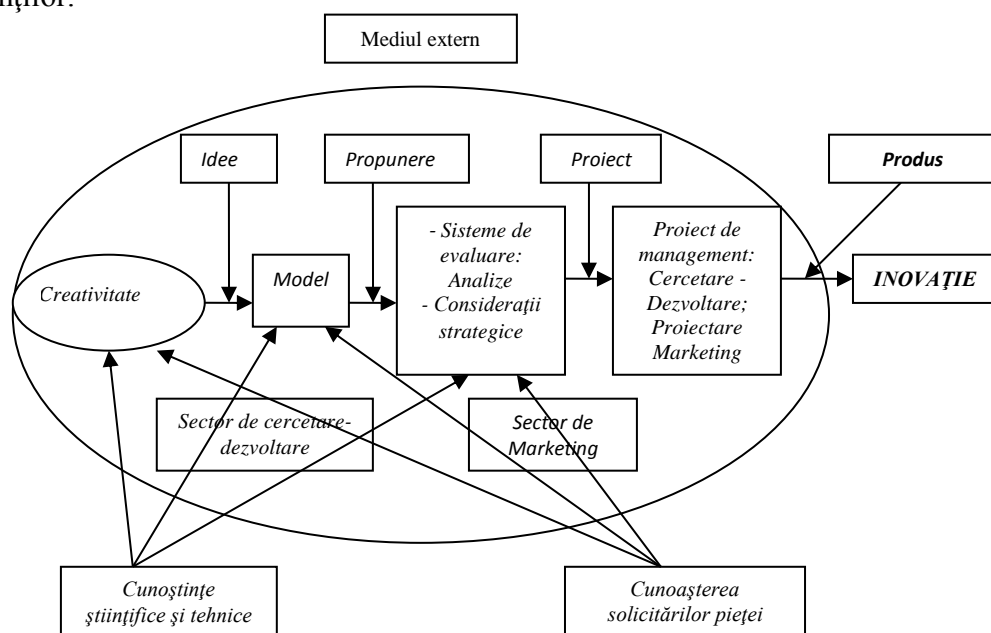 nţilor.
Mediul extern
Idee
Propunere
Proiect
Produs
- Sisteme de
evaluare:
Analize
- Consideraţii
strategice
Proiect de
management:
Cercetare -
Dezvoltare;
Proiectare
Marketing
Creativitate
Model
INOVAŢIE
Sector de cercetare-
dezvoltare
Sector de
Marketing
Cunoştinţe
ştiinţifice şi tehnice
Cunoaşterea
solicitărilor pieţei